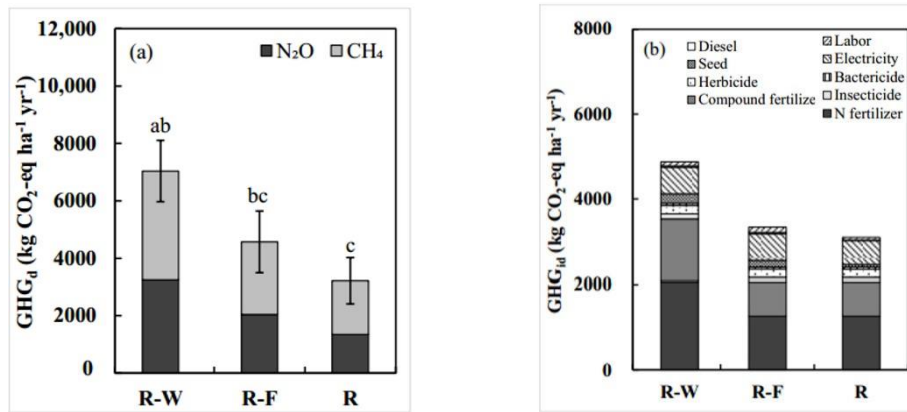 12,000
(a)
N₂O
CH₄
10,000
8000
6000
4000
2000
0
GHG_d (kg CO₂-eq ha⁻¹ yr⁻¹)
ab
bc
c
R-W
R-F
R
8000
(b)
Diesel
Seed
Herbicide
Compound fertilize
Labor
Electricity
Bactericide
Insecticide
N fertilizer
6000
4000
2000
0
GHG_id (kg CO₂-eq ha⁻¹ yr⁻¹)
R-W
R-F
R